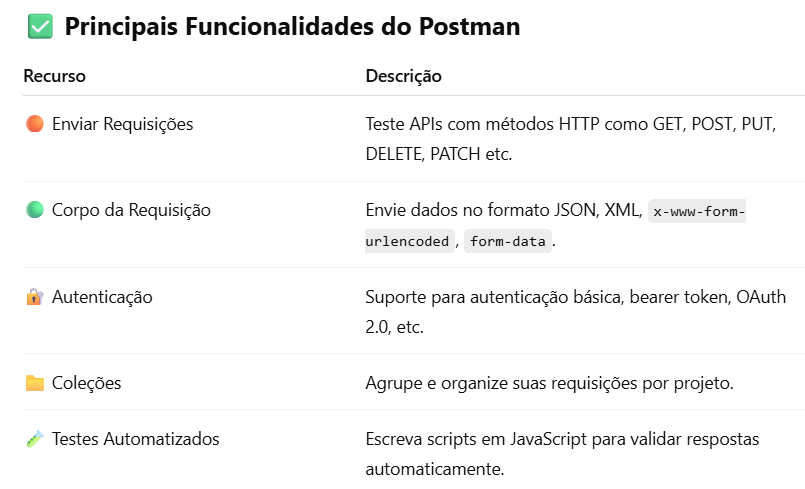 ✅ Principais Funcionalidades do Postman
Recurso Descrição
🔴 Enviar Requisições Teste APIs com métodos HTTP como GET, POST, PUT,
DELETE, PATCH etc.
🟢 Corpo da Requisição Envie dados no formato JSON, XML, x-www-form-
urlencoded, form-data.
🔐 Autenticação Suporte para autenticação básica, bearer token, OAuth
2.0, etc.
📁 Coleções Agrupe e organize suas requisições por projeto.
🧪 Testes Automatizados Escreva scripts em JavaScript para validar respostas
automaticamente.